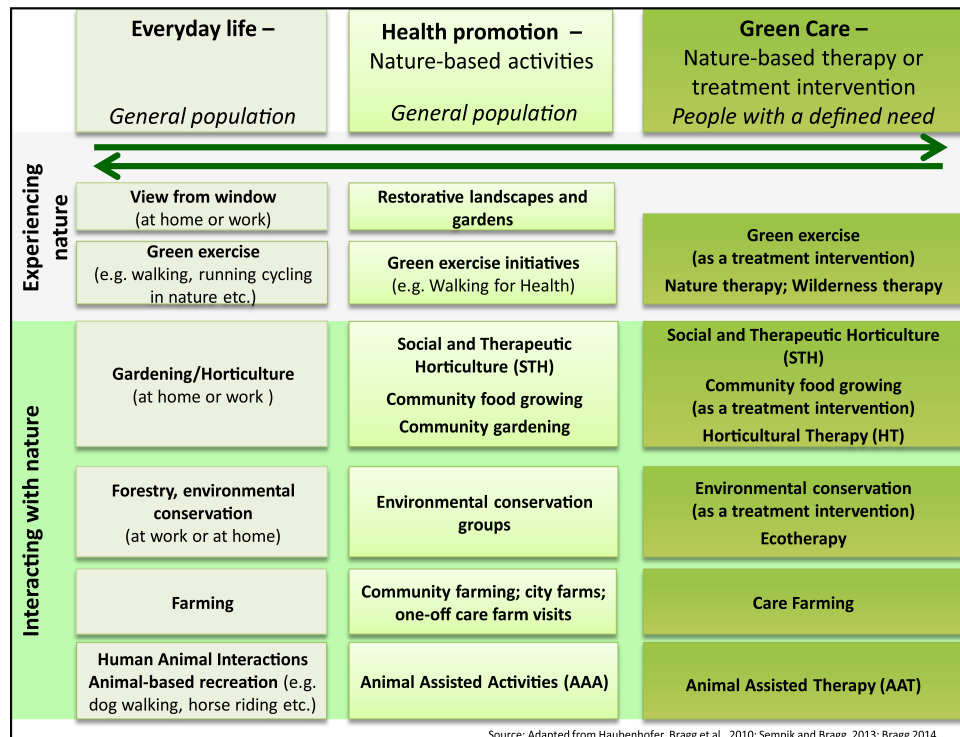 Everyday life –
General population
Health promotion –
Nature-based activities
General population
Green Care –
Nature-based therapy or
treatment intervention
People with a defined need
Experiencing
nature
View from window
(at home or work)
Restorative landscapes and
gardens
Green exercise
(e.g. walking, running cycling
in nature etc.)
Green exercise initiatives
(e.g. Walking for Health)
Green exercise
(as a treatment intervention)
Nature therapy; Wilderness therapy
Interacting with nature
Gardening/Horticulture
(at home or work )
Social and Therapeutic
Horticulture (STH)
Community food growing
Community gardening
Social and Therapeutic Horticulture
(STH)
Community food growing
(as a treatment intervention)
Horticultural Therapy (HT)
Forestry, environmental
conservation
(at work or at home)
Environmental conservation
groups
Environmental conservation
(as a treatment intervention)
Ecotherapy
Farming
Community farming; city farms;
one-off care farm visits
Care Farming
Human Animal Interactions
Animal-based recreation (e.g.
dog walking, horse riding etc.)
Animal Assisted Activities (AAA)
Animal Assisted Therapy (AAT)
Source: Adapted from Haubenhofer, Bragg et al., 2010; Sempik and Bragg, 2013; Bragg 2014